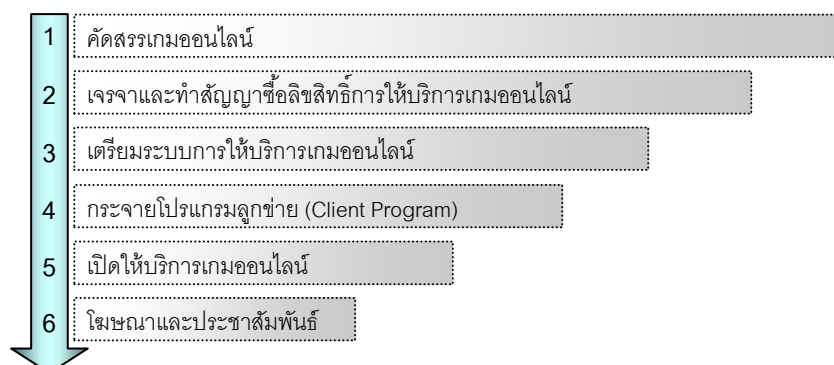 1 คัดสรรเกมออนไลน์
2 เจรจาและทำสัญญาซื้อลิขสิทธิ์การให้บริการเกมออนไลน์
3 เตรียมระบบการให้บริการเกมออนไลน์
4 กระจายโปรแกรมลูกข่าย (Client Program)
5 เปิดให้บริการเกมออนไลน์
6 โฆษณาและประชาสัมพันธ์